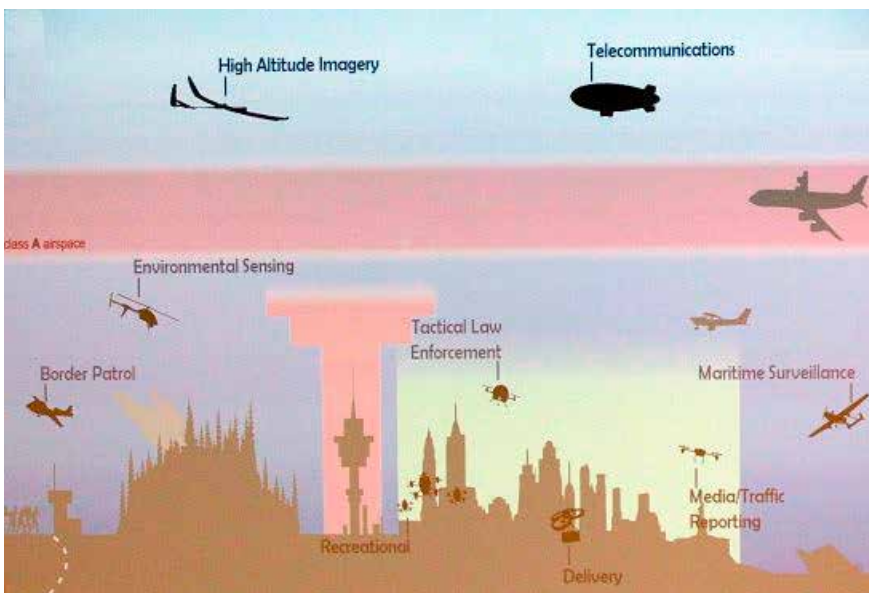 High Altitude Imagery
Telecommunications
class A airspace
Environmental Sensing
Tactical Law
Enforcement
Border Patrol
Maritime Surveillance
Media/Traffic
Reporting
Recreational
Delivery